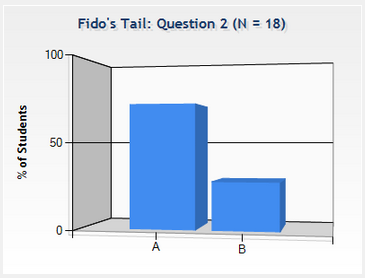 Fido's Tail: Question 2 (N = 18)
% of Students
100
50
0
A
B